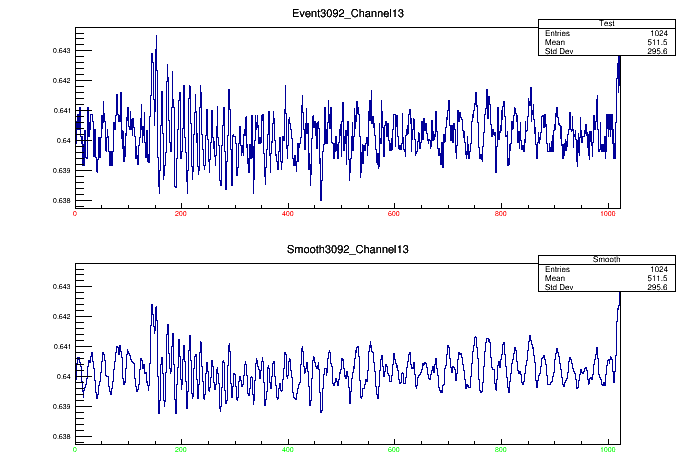 Event3092_Channel13
Test
Entries 1024
Mean 511.5
Std Dev 295.6
0.643
0.642
0.641
0.64
0.639
0.638
0 200 400 600 800 1000
Smooth3092_Channel13
Smooth
Entries 1024
Mean 511.5
Std Dev 295.6
0.643
0.642
0.641
0.64
0.639
0.638
0 200 400 600 800 1000